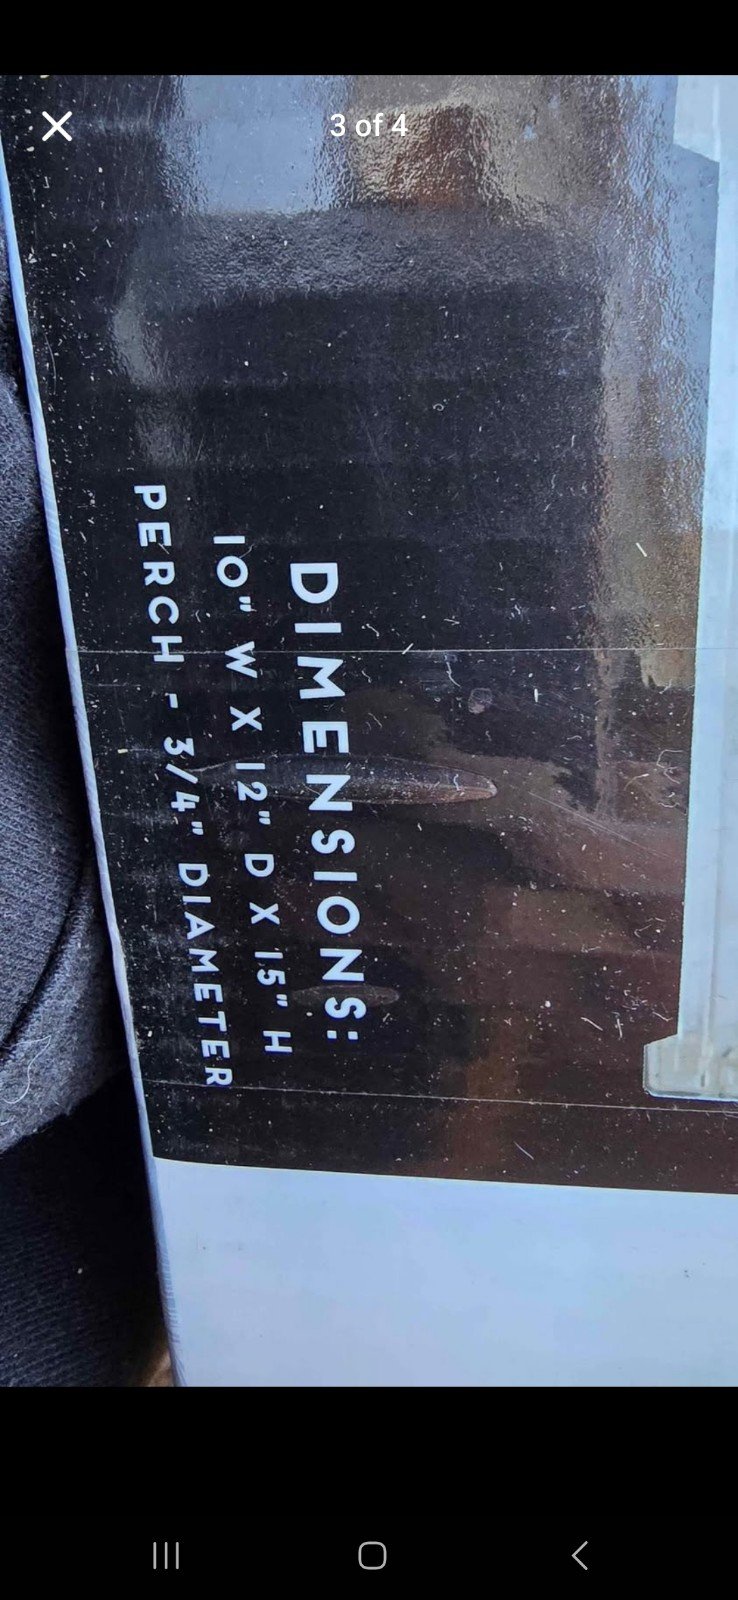 3 of 4
DIMENSIONS:
10" W X 12" D X 15" H
PERCH - 3/4" DIAMETER